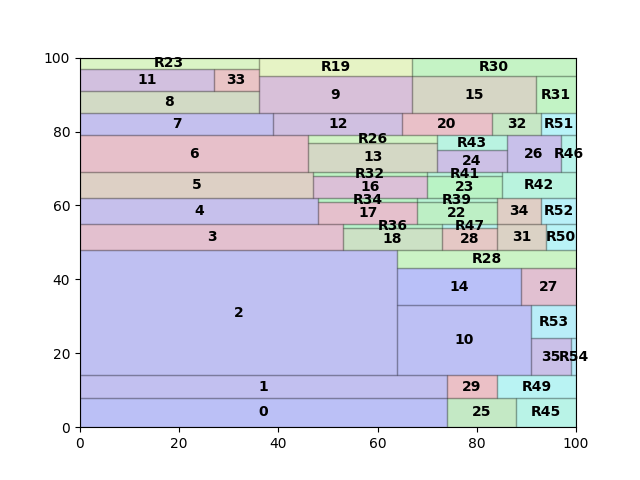 100
R23 R19 R30
11 33 9 15 R31
8
80
7 12 20 32 R51
R26 R43
6 13 24 26 R46
R32 R41
5 16 23 R42
60
R34 R39
4 17 22 34 R52
R36 R47
3 18 28 31 R50
R28
40
14 27
2 10 R53
20
35 R54
1 29 R49
0 25 R45
0
0 20 40 60 80 100